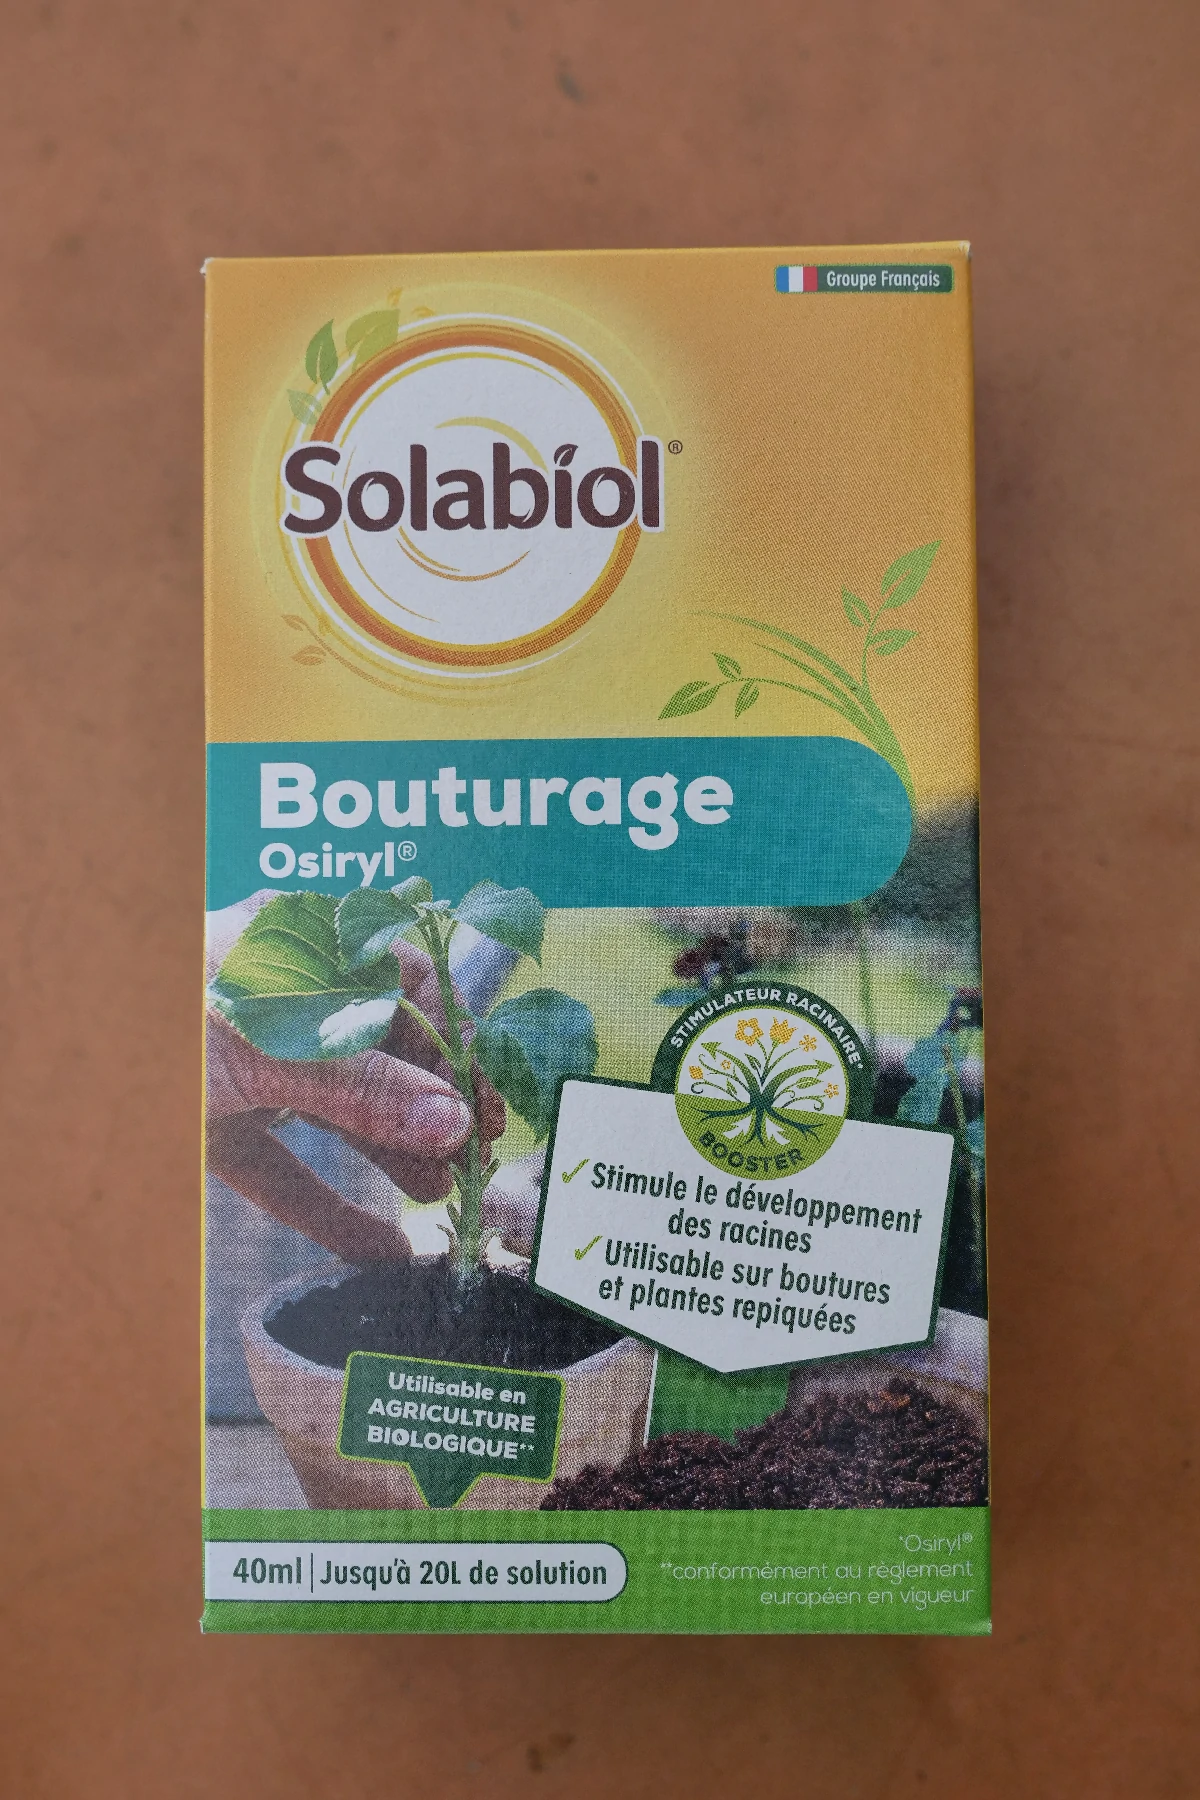 Groupe Français
Solabiol®
Bouturage
Osiryl®
STIMULATEUR RACINAIRE*
BOOSTER
✓ Stimule le développement
des racines
✓ Utilisable sur boutures
et plantes repiquées
Utilisable en
AGRICULTURE
BIOLOGIQUE**
40ml | Jusqu'à 20L de solution
*Osiryl®
**conformément au règlement
européen en vigueur